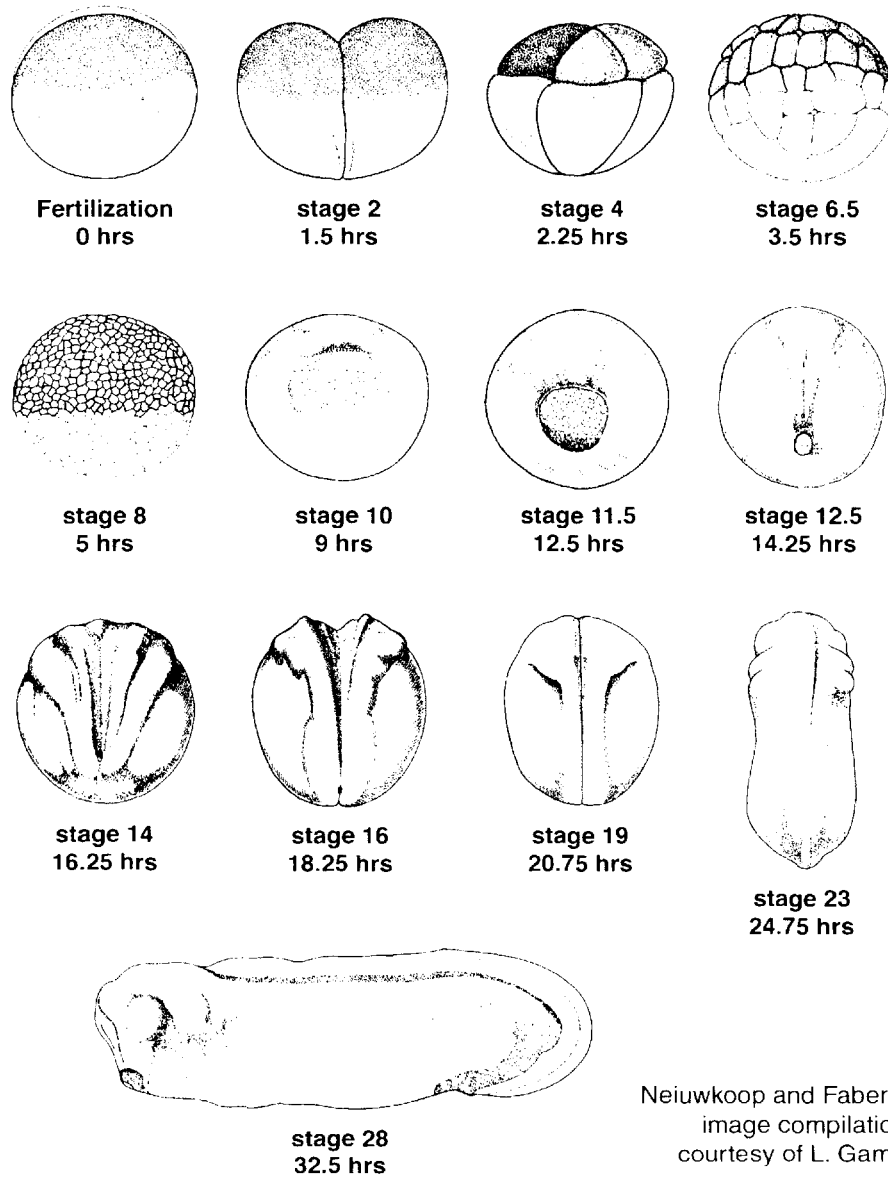 Fertilization
0 hrs
stage 2
1.5 hrs
stage 4
2.25 hrs
stage 6.5
3.5 hrs
stage 8
5 hrs
stage 10
9 hrs
stage 11.5
12.5 hrs
stage 12.5
14.25 hrs
stage 14
16.25 hrs
stage 16
18.25 hrs
stage 19
20.75 hrs
stage 23
24.75 hrs
stage 28
32.5 hrs
Neiuwkoop and Faber
image compilatio
courtesy of L. Gam